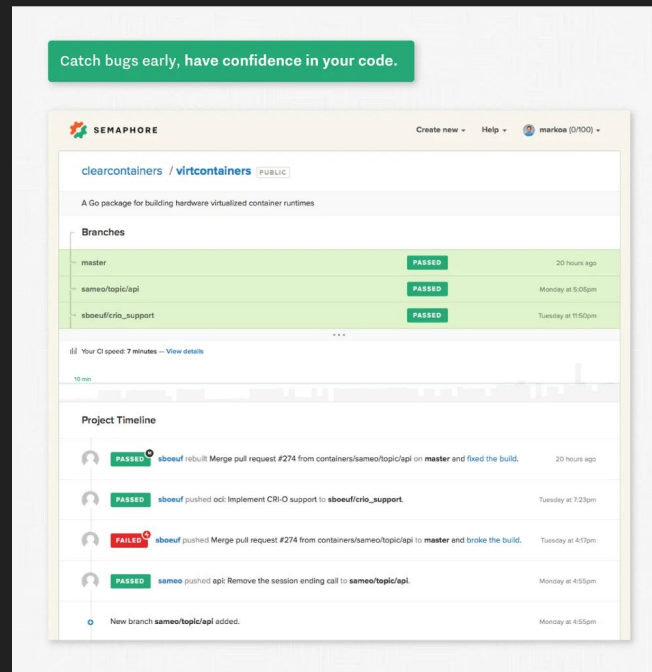 Catch bugs early, have confidence in your code.
SEMAPHORE
Create new
Help
markoa (0/100)
clearcontainers / virtcontainers PUBLIC
A Go package for building hardware virtualized container runtimes
Branches
master PASSED 20 hours ago
sameo/topic/api PASSED Monday at 5:05pm
sboeuf/crio_support PASSED Tuesday at 11:50pm
...
Your CI speed: 7 minutes — View details
10 min
Project Timeline
PASSED sboeuf rebuilt Merge pull request #274 from containers/sameo/topic/api on master and fixed the build. 20 hours ago
PASSED sboeuf pushed oci: Implement CRI-O support to sboeuf/crio_support. Tuesday at 7:23pm
FAILED sboeuf pushed Merge pull request #274 from containers/sameo/topic/api to master and broke the build. Tuesday at 4:17pm
PASSED sameo pushed api: Remove the session ending call to sameo/topic/api. Monday at 4:55pm
New branch sameo/topic/api added. Monday at 4:55pm